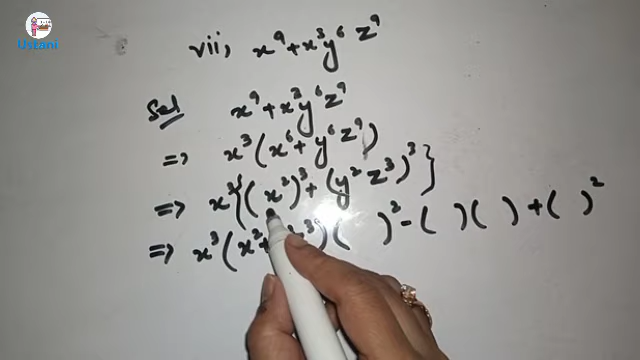 Ustani
vii, x⁹ + x³y⁶z⁹
Sol x⁹ + x³y⁶z⁹
=> x³(x⁶ + y⁶z⁹)
=> x³{(x²)³ + (y²z³)³}
=> x³(x² + ³)( )² - ( )( ) + ( )²